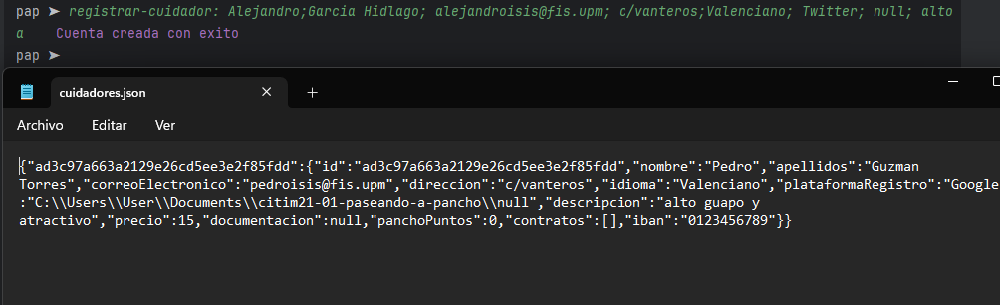 pap ➤ registrar-cuidador: Alejandro;Garcia Hidlago; alejandroisis@fis.upm; c/vanteros;Valenciano; Twitter; null; alto
a    Cuenta creada con exito
pap ➤
cuidadores.json
Archivo Editar Ver
{"ad3c97a663a2129e26cd5ee3e2f85fdd":{"id":"ad3c97a663a2129e26cd5ee3e2f85fdd","nombre":"Pedro","apellidos":"Guzman
Torres","correoElectronico":"pedroisis@fis.upm","direccion":"c/vanteros","idioma":"Valenciano","plataformaRegistro":"Google
:"C:\\Users\\User\\Documents\\citim21-01-paseando-a-pancho\\null","descripcion":"alto guapo y
atractivo","precio":15,"documentacion":null,"panchoPuntos":0,"contratos":[],"iban":"0123456789"}}